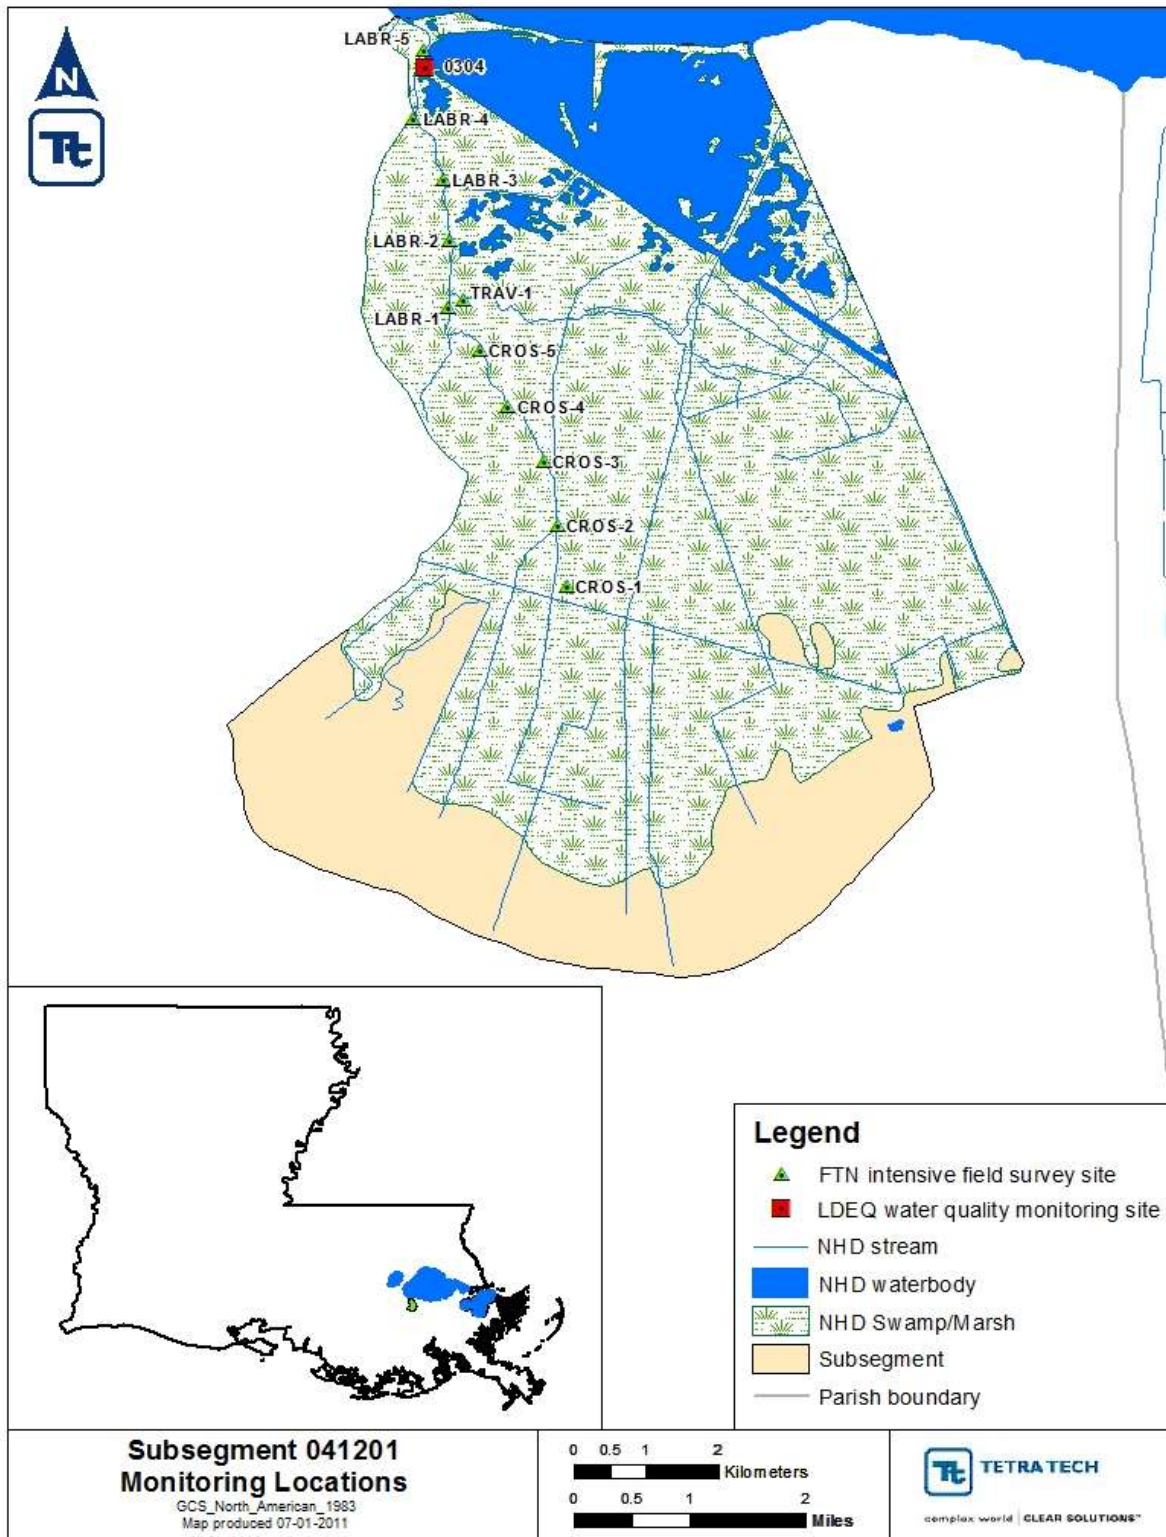 N
Tt
LABR-5
0304
LABR-4
LABR-3
LABR-2
TRAV-1
LABR-1
CROS-5
CROS-4
CROS-3
CROS-2
CROS-1
Legend
FTN intensive field survey site
LDEQ water quality monitoring site
NHD stream
NHD waterbody
NHD Swamp/Marsh
Subsegment
Parish boundary
Subsegment 041201
Monitoring Locations
GCS_North_American_1983
Map produced 07-01-2011
0 0.5 1 2
Kilometers
0 0.5 1 2
Miles
Tt TETRA TECH
complex world | CLEAR SOLUTIONS™